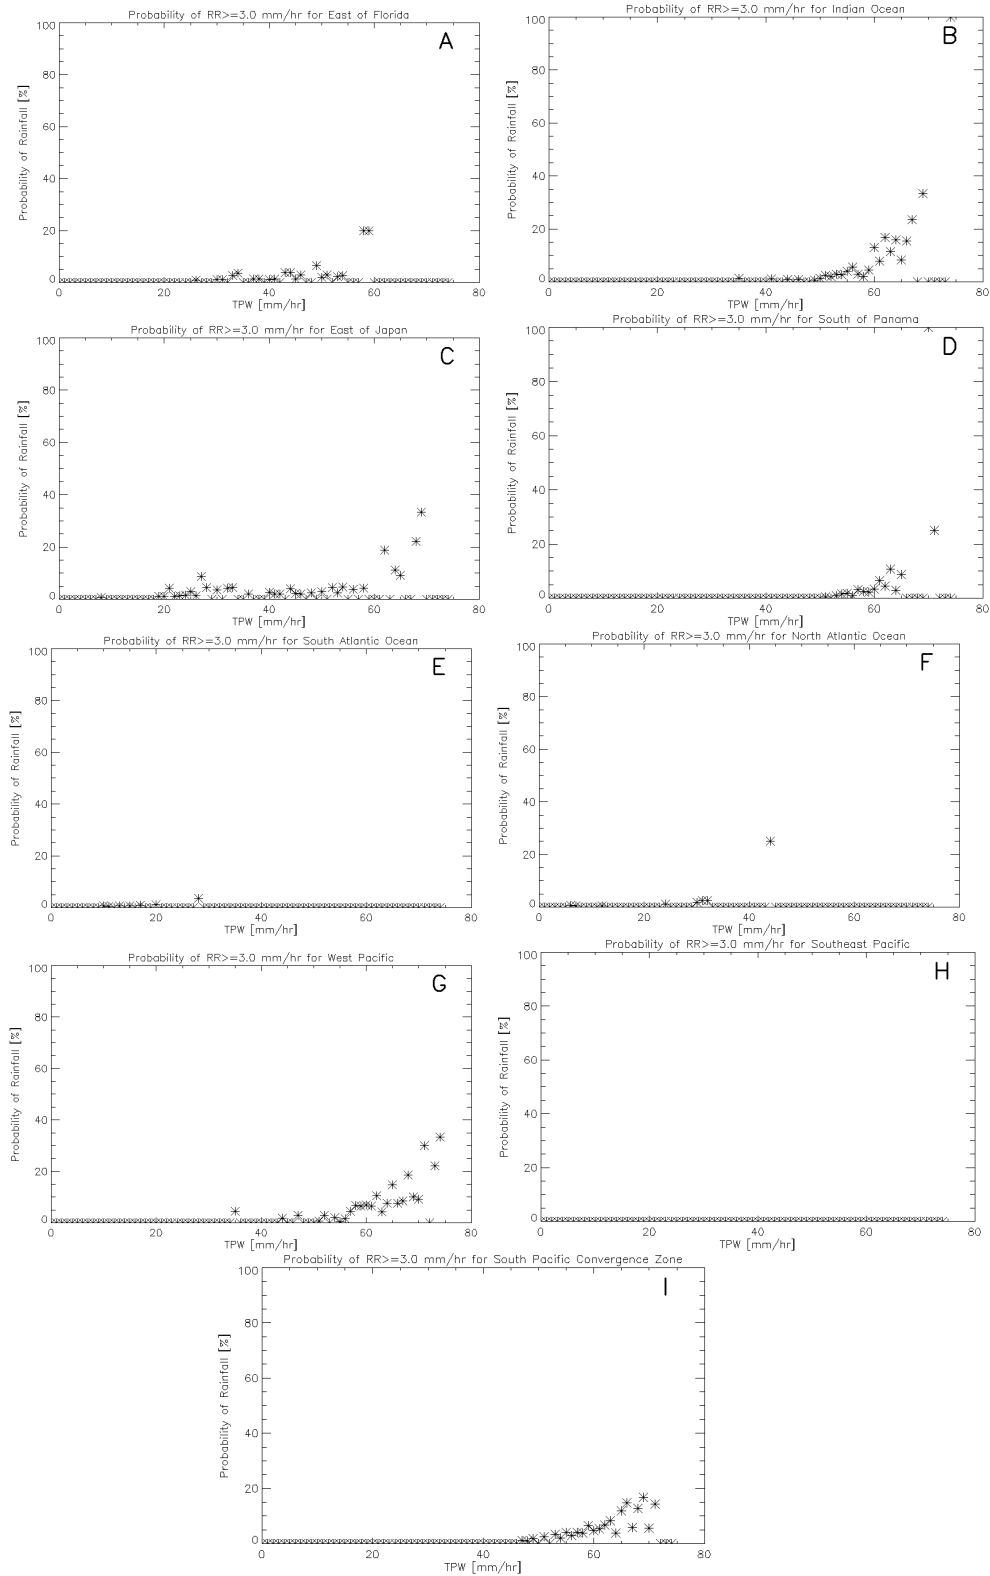 Probability of RR>=3.0 mm/hr for East of Florida
A
Probability of Rainfall [%]
100
80
60
40
20
0
0 20 40 60 80
TPW [mm/hr]
Probability of RR>=3.0 mm/hr for Indian Ocean
B
Probability of Rainfall [%]
100
80
60
40
20
0
0 20 40 60 80
TPW [mm/hr]
Probability of RR>=3.0 mm/hr for East of Japan
C
Probability of Rainfall [%]
100
80
60
40
20
0
0 20 40 60 80
TPW [mm/hr]
Probability of RR>=3.0 mm/hr for South of Panama
D
Probability of Rainfall [%]
100
80
60
40
20
0
0 20 40 60 80
TPW [mm/hr]
Probability of RR>=3.0 mm/hr for South Atlantic Ocean
E
Probability of Rainfall [%]
100
80
60
40
20
0
0 20 40 60 80
TPW [mm/hr]
Probability of RR>=3.0 mm/hr for North Atlantic Ocean
F
Probability of Rainfall [%]
100
80
60
40
20
0
0 20 40 60 80
TPW [mm/hr]
Probability of RR>=3.0 mm/hr for West Pacific
G
Probability of Rainfall [%]
100
80
60
40
20
0
0 20 40 60 80
TPW [mm/hr]
Probability of RR>=3.0 mm/hr for Southeast Pacific
H
Probability of Rainfall [%]
100
80
60
40
20
0
0 20 40 60 80
TPW [mm/hr]
Probability of RR>=3.0 mm/hr for South Pacific Convergence Zone
I
Probability of Rainfall [%]
100
80
60
40
20
0
0 20 40 60 80
TPW [mm/hr]